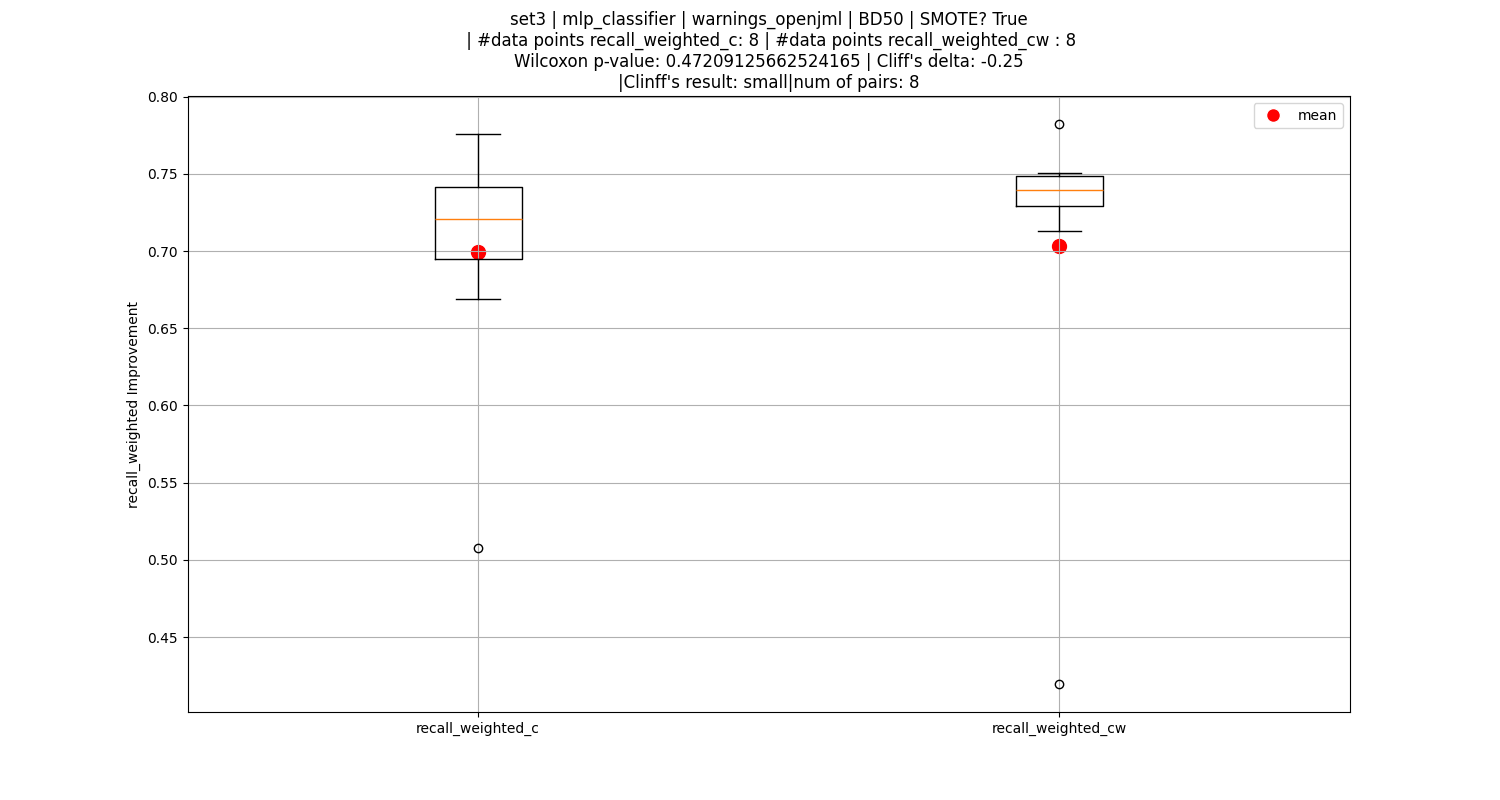 set3 | mlp_classifier | warnings_openjml | BD50 | SMOTE? True
| #data points recall_weighted_c: 8 | #data points recall_weighted_cw : 8
Wilcoxon p-value: 0.47209125662524165 | Cliff's delta: -0.25
|Clinff's result: small|num of pairs: 8
mean
recall_weighted Improvement
0.80
0.75
0.70
0.65
0.60
0.55
0.50
0.45
recall_weighted_c
recall_weighted_cw